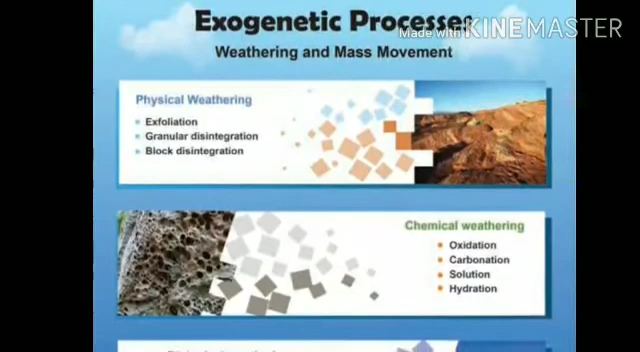 Exogenetic Processes
Made with KINEMASTER
Weathering and Mass Movement
Physical Weathering
Exfoliation
Granular disintegration
Block disintegration
Chemical weathering
Oxidation
Carbonation
Solution
Hydration